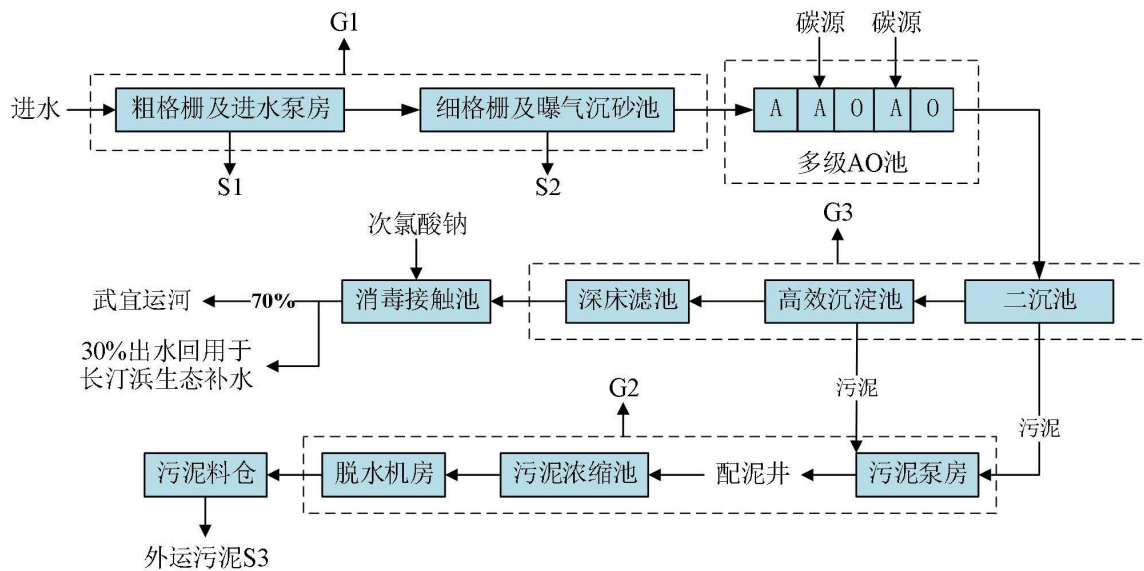 G1
碳源 碳源
进水 粗格栅及进水泵房 细格栅及曝气沉砂池 A A O A O
S1 S2 多级AO池
次氯酸钠 G3
武宜运河 70% 消毒接触池 深床滤池 高效沉淀池 二沉池
30%出水回用于
长汀浜生态补水
G2 污泥 污泥
污泥料仓 脱水机房 污泥浓缩池 配泥井 污泥泵房
外运污泥S3